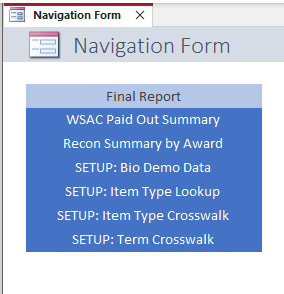 Navigation Form
Navigation Form
Final Report
WSAC Paid Out Summary
Recon Summary by Award
SETUP: Bio Demo Data
SETUP: Item Type Lookup
SETUP: Item Type Crosswalk
SETUP: Term Crosswalk